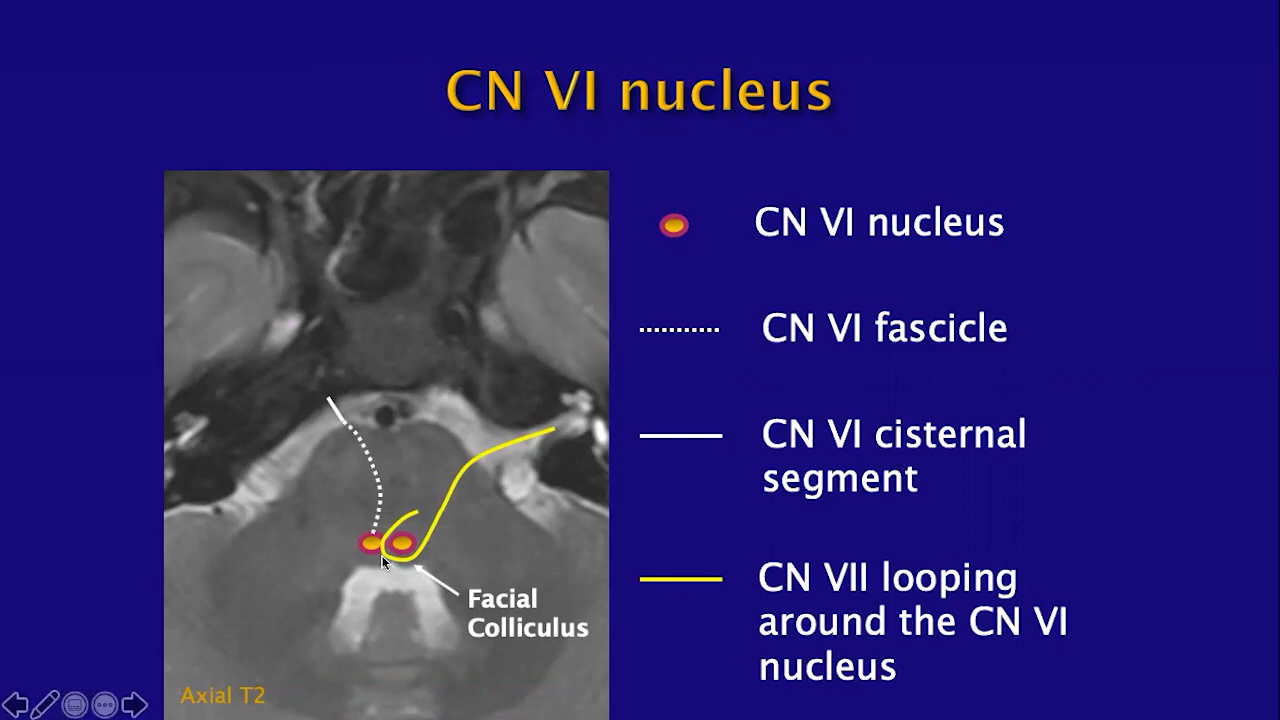 CN VI nucleus
CN VI nucleus
CN VI fascicle
CN VI cisternal
segment
CN VII looping
around the CN VI
nucleus
Facial
Colliculus
Axial T2